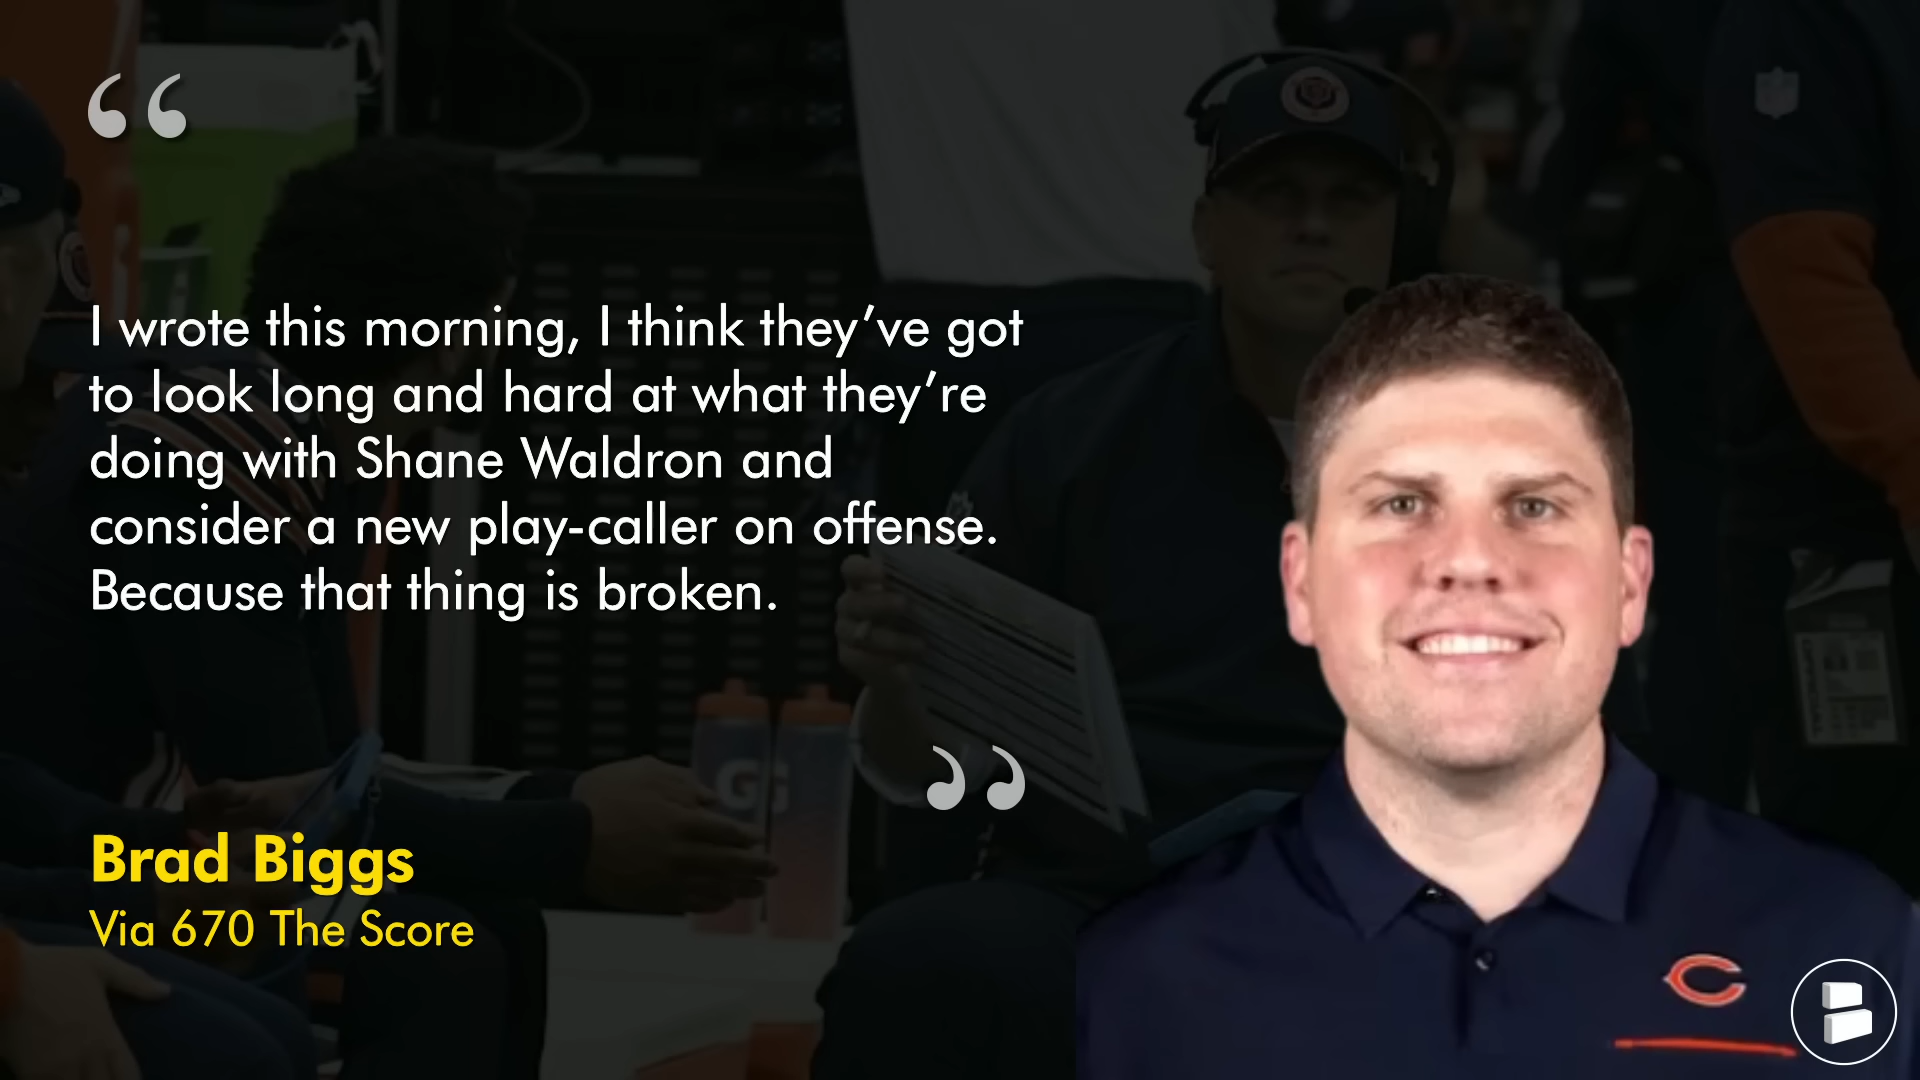 “
I wrote this morning, I think they’ve got
to look long and hard at what they’re
doing with Shane Waldron and
consider a new play-caller on offense.
Because that thing is broken.
”
Brad Biggs
Via 670 The Score